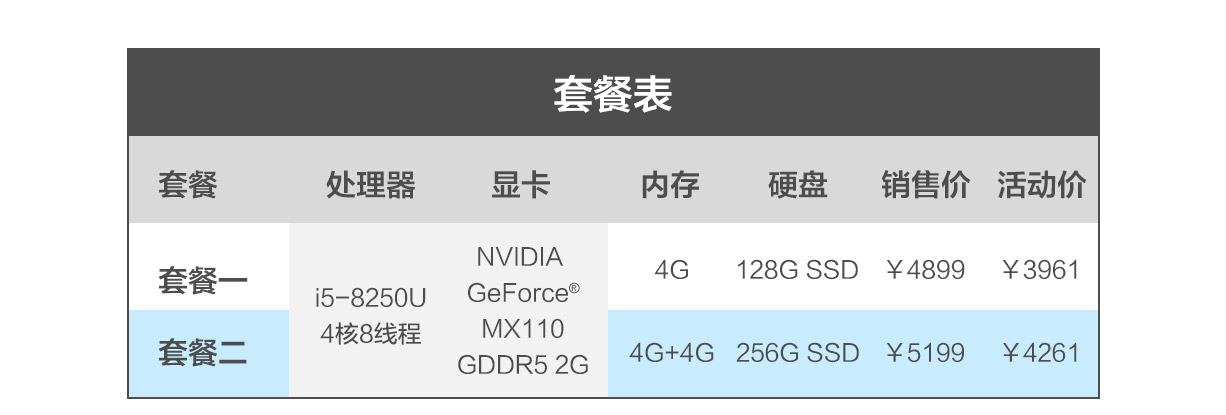 套餐表
套餐 处理器 显卡 内存 硬盘 销售价 活动价
套餐一 4G 128G SSD ￥4899 ￥3961
i5-8250U
4核8线程
NVIDIA
GeForce®
MX110
GDDR5 2G
套餐二 4G+4G 256G SSD ￥5199 ￥4261